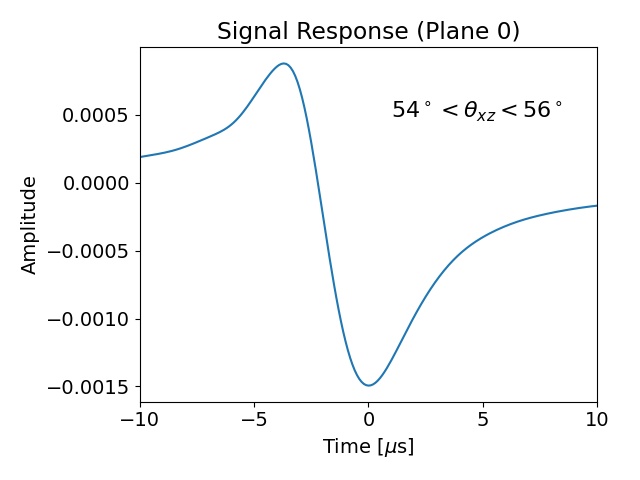 Signal Response (Plane 0)
54° < θxz < 56°
Amplitude
0.0005
0.0000
−0.0005
−0.0010
−0.0015
−10
−5
0
5
10
Time [μs]